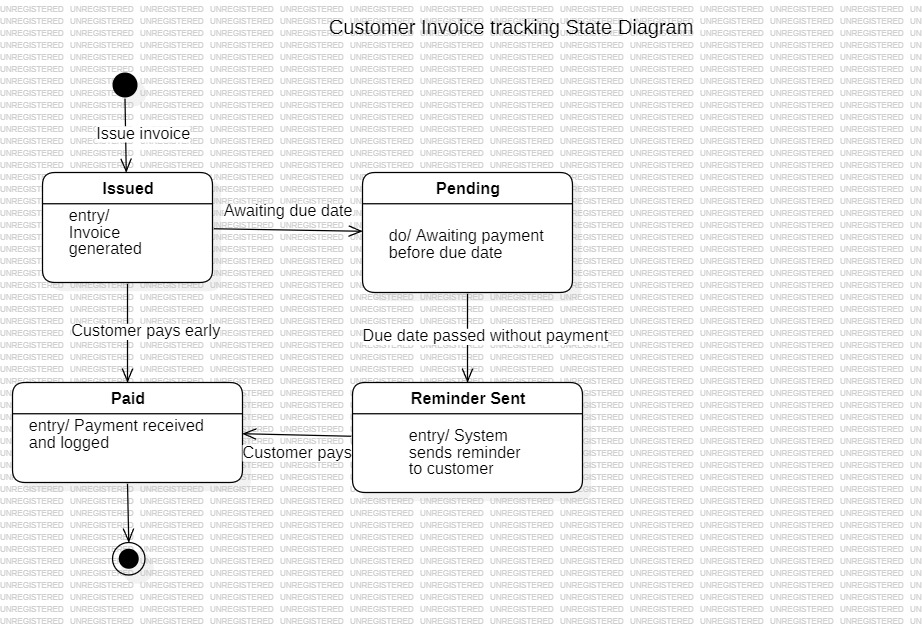 Customer Invoice tracking State Diagram
Issue invoice
Issued
entry/
Invoice
generated
Awaiting due date
Pending
do/ Awaiting payment
before due date
Customer pays early
Due date passed without payment
Paid
entry/ Payment received
and logged
Customer pays
Reminder Sent
entry/ System
sends reminder
to customer
UNREGISTERED